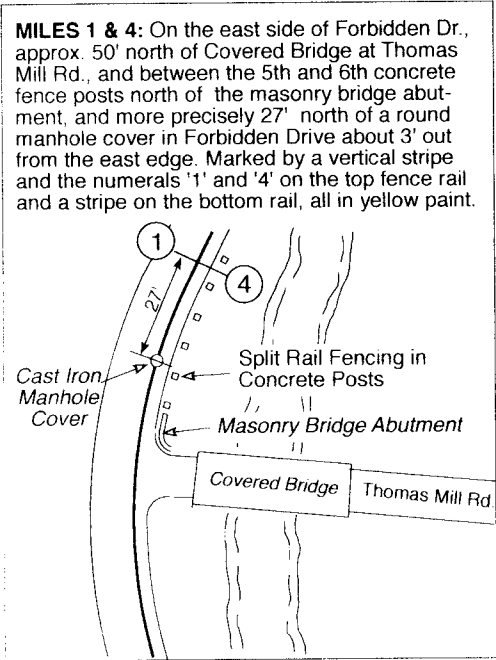 MILES 1 & 4: On the east side of Forbidden Dr.,
approx. 50' north of Covered Bridge at Thomas
Mill Rd., and between the 5th and 6th concrete
fence posts north of the masonry bridge abut-
ment, and more precisely 27' north of a round
manhole cover in Forbidden Drive about 3' out
from the east edge. Marked by a vertical stripe
and the numerals '1' and '4' on the top fence rail
and a stripe on the bottom rail, all in yellow paint.
1
4
27'
Cast Iron
Manhole
Cover
Split Rail Fencing in
Concrete Posts
Masonry Bridge Abutment
Covered Bridge
Thomas Mill Rd